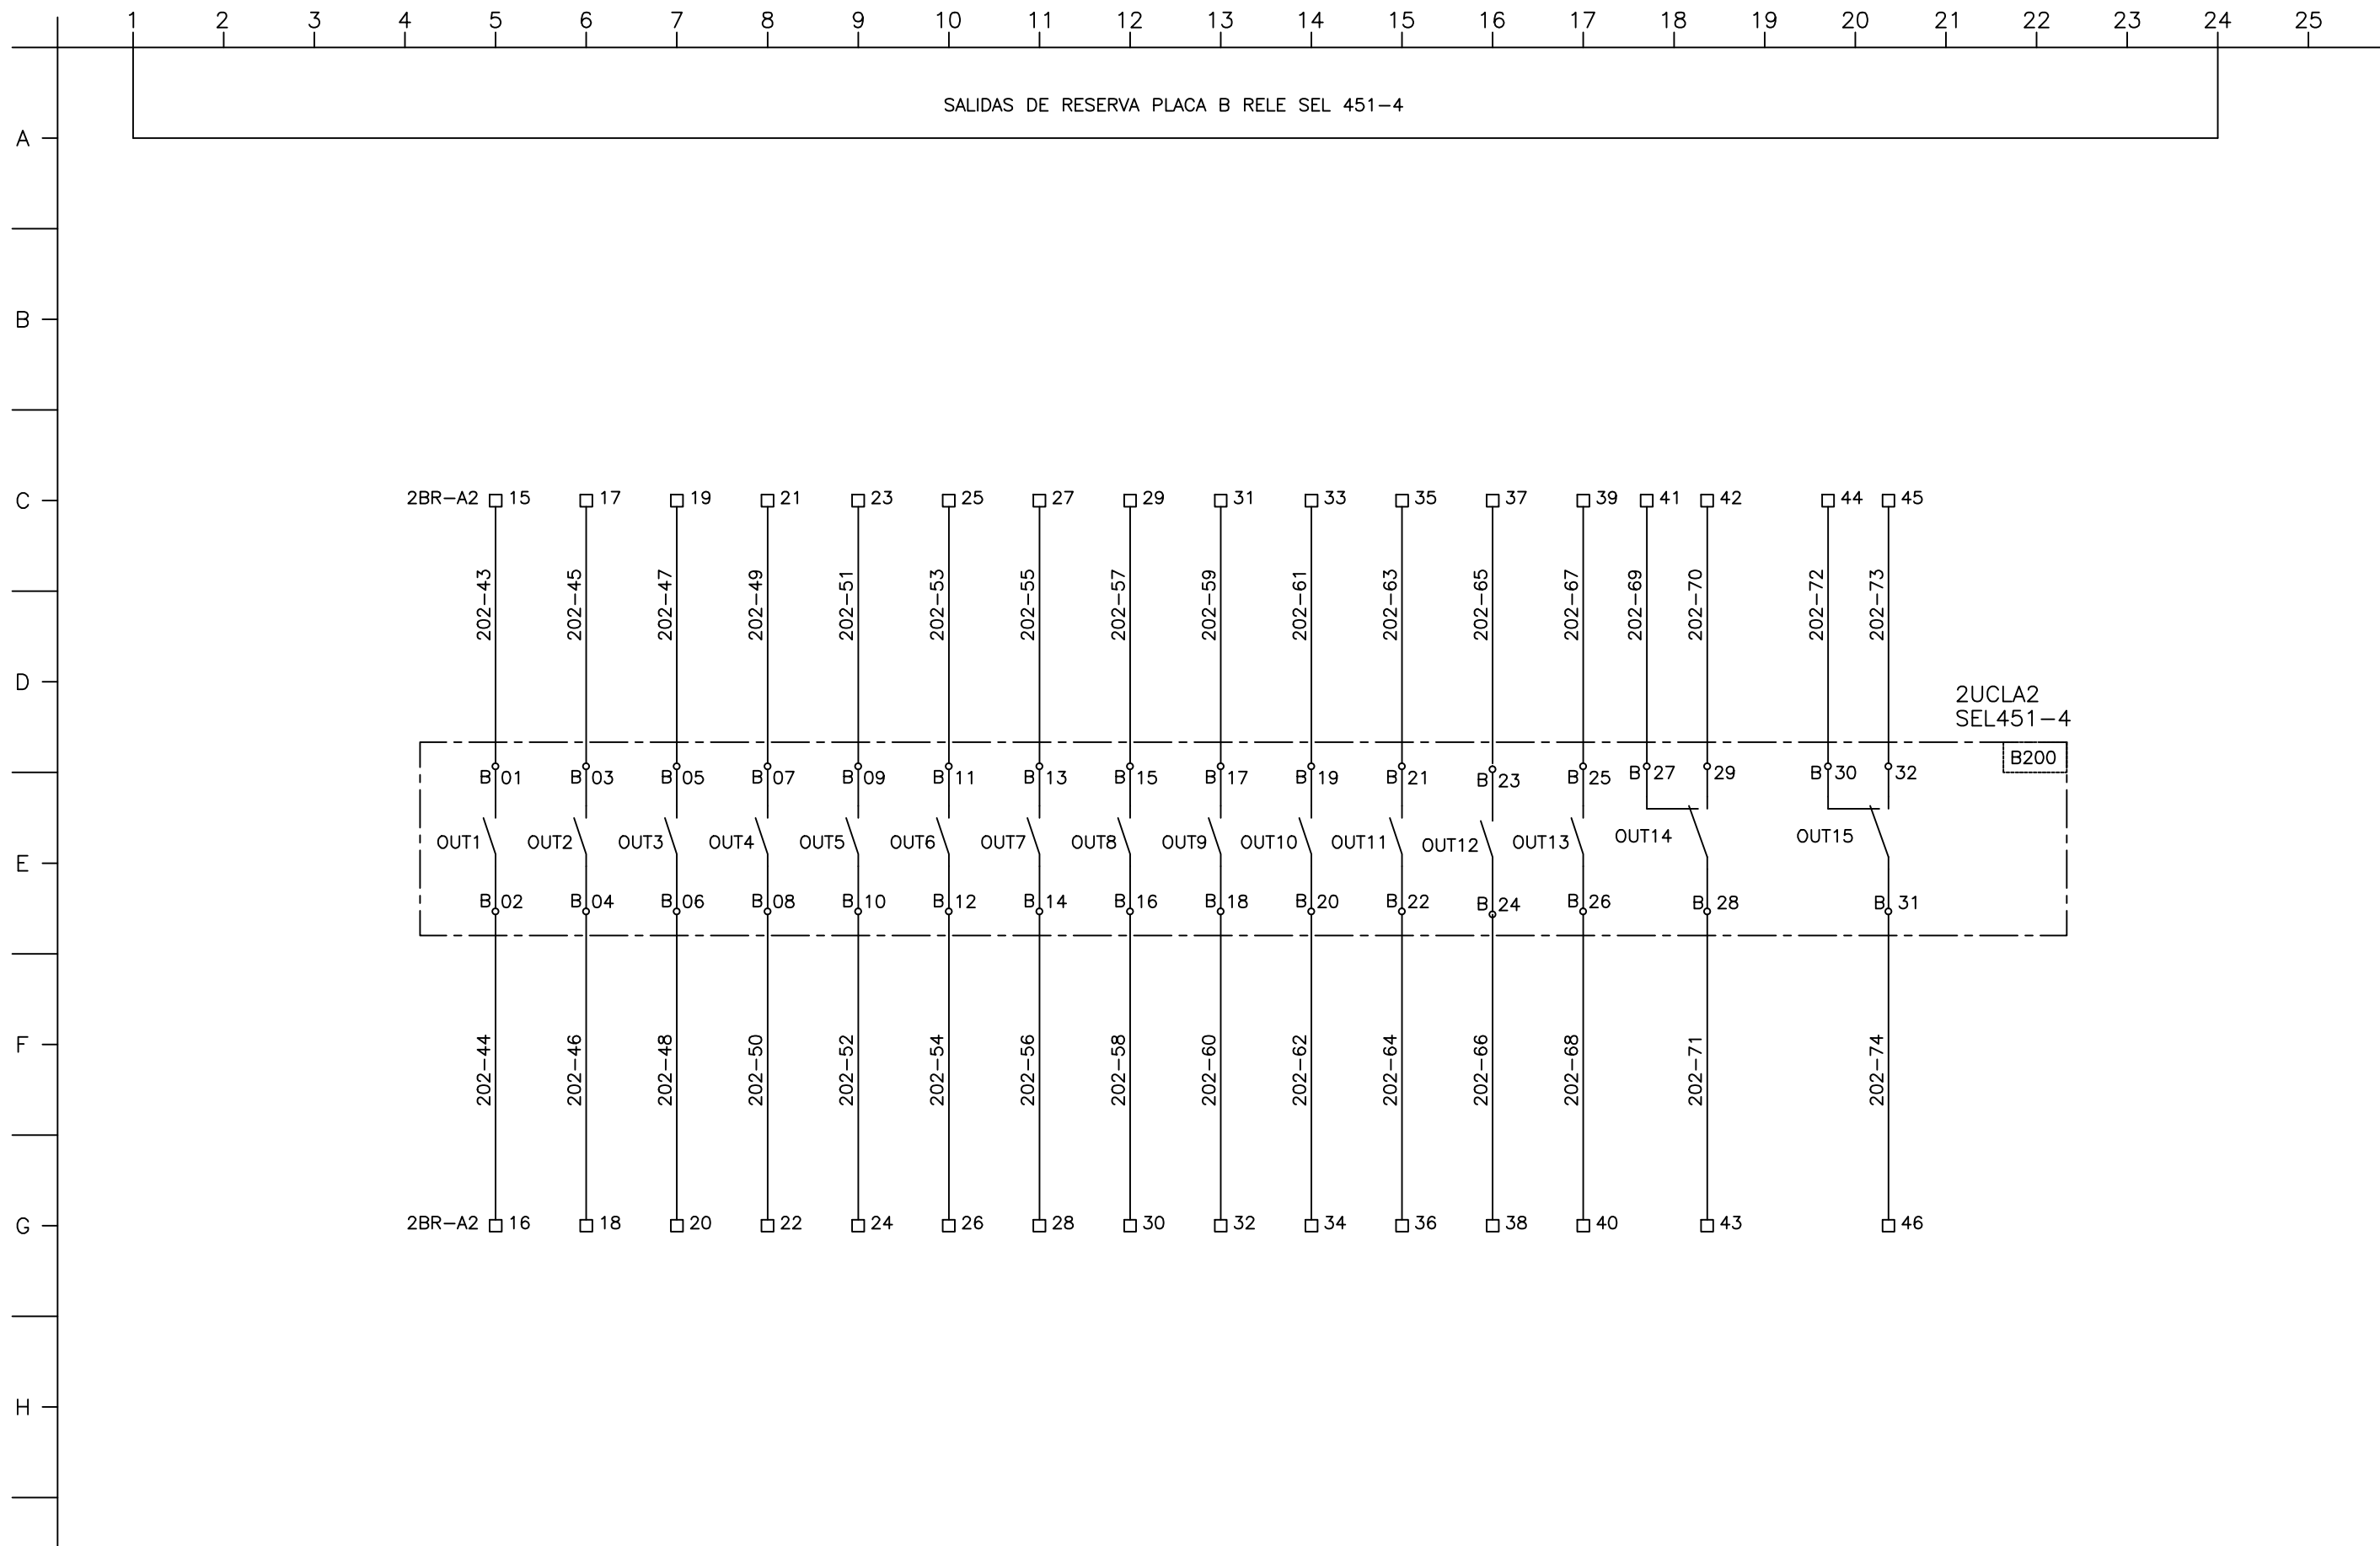 1 2 3 4 5 6 7 8 9 10 11 12 13 14 15 16 17 18 19 20 21 22 23 24 25
SALIDAS DE RESERVA PLACA B RELE SEL 451-4
A
B
C
2BR-A2 15 17 19 21 23 25 27 29 31 33 35 37 39 41 42 44 45
202-43 202-45 202-47 202-49 202-51 202-53 202-55 202-57 202-59 202-61 202-63 202-65 202-67 202-69 202-70 202-72 202-73
D
2UCLA2
SEL451-4
B200
B 01 B 03 B 05 B 07 B 09 B 11 B 13 B 15 B 17 B 19 B 21 B 23 B 25 B 27 29 B 30 32
OUT1 OUT2 OUT3 OUT4 OUT5 OUT6 OUT7 OUT8 OUT9 OUT10 OUT11 OUT12 OUT13 OUT14 OUT15
E
B 02 B 04 B 06 B 08 B 10 B 12 B 14 B 16 B 18 B 20 B 22 B 24 B 26 B 28 B 31
F
202-44 202-46 202-48 202-50 202-52 202-54 202-56 202-58 202-60 202-62 202-64 202-66 202-68 202-71 202-74
G
2BR-A2 16 18 20 22 24 26 28 30 32 34 36 38 40 43 46
H